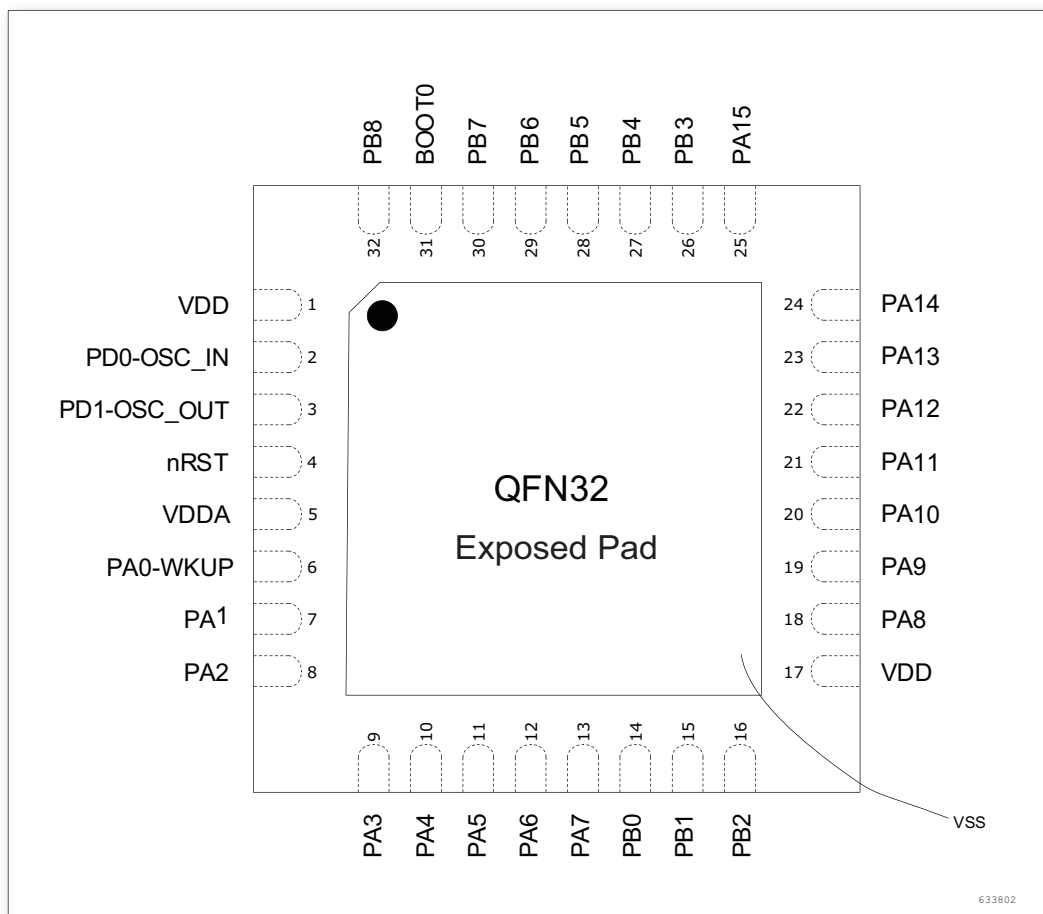 PB8 BOOT0 PB7 PB6 PB5 PB4 PB3 PA15
32 31 30 29 28 27 26 25
VDD 1 24 PA14
PD0-OSC_IN 2 23 PA13
PD1-OSC_OUT 3 22 PA12
nRST 4 21 PA11
VDDA 5 20 PA10
PA0-WKUP 6 19 PA9
PA1 7 18 PA8
PA2 8 17 VDD
QFN32
Exposed Pad
9 10 11 12 13 14 15 16
PA3 PA4 PA5 PA6 PA7 PB0 PB1 PB2
VSS
633802